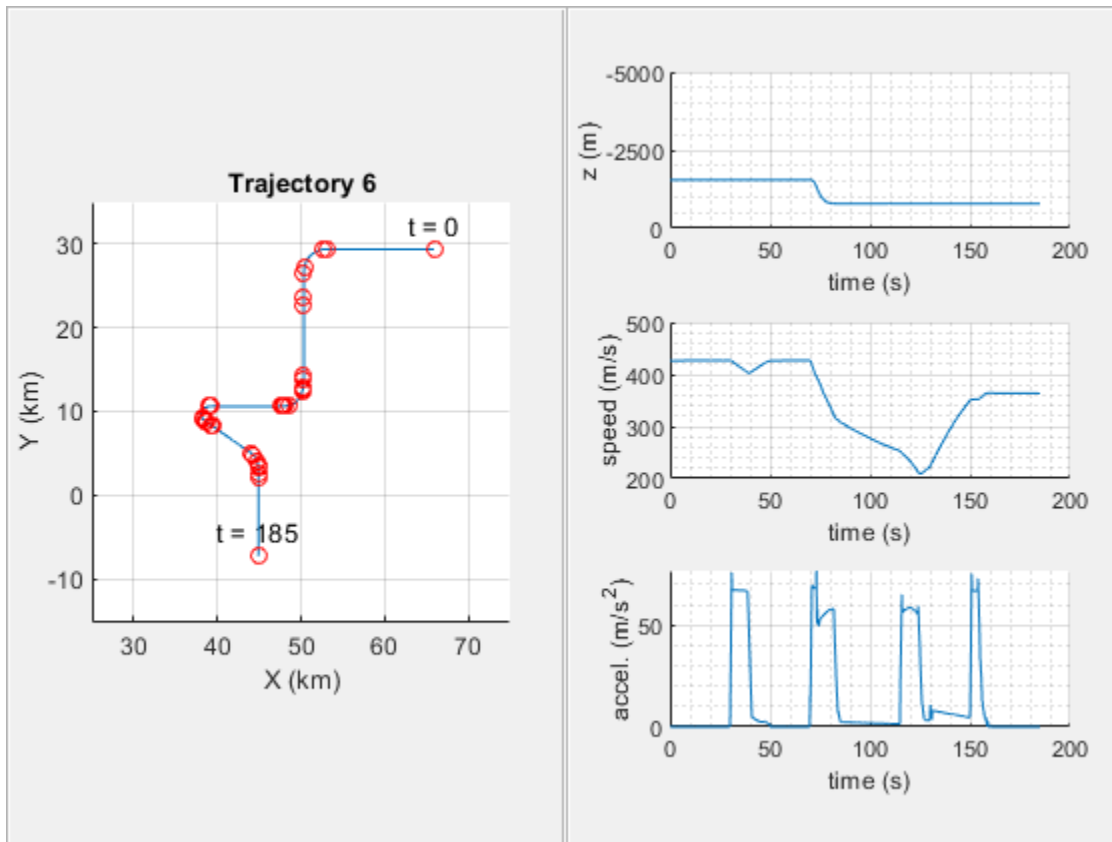 Trajectory 6
t = 0
t = 185
30
20
10
0
-10
Y (km)
30 40 50 60 70
X (km)
-5000
-2500
0
z (m)
0 50 100 150 200
time (s)
500
400
300
200
speed (m/s)
0 50 100 150 200
time (s)
50
0
accel. (m/s²)
0 50 100 150 200
time (s)